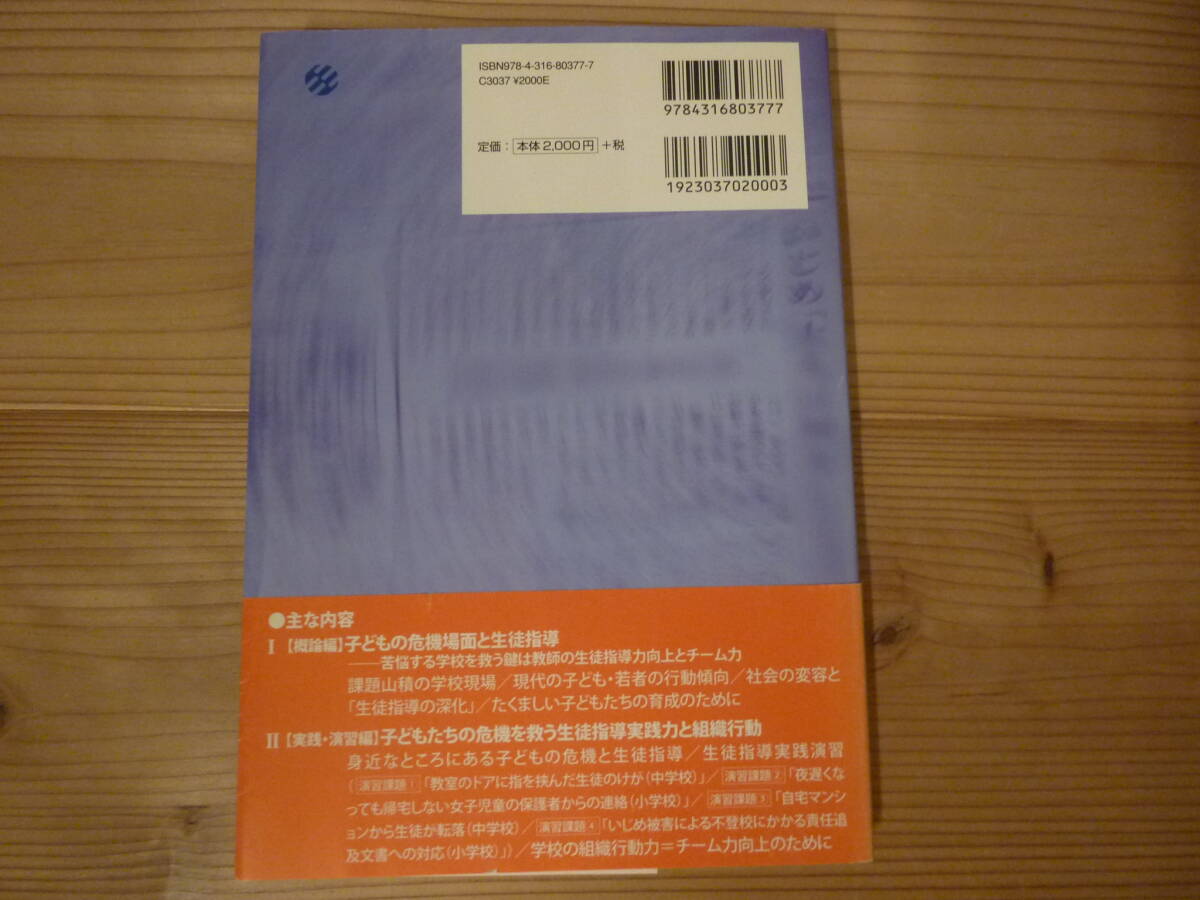 ISBN978-4-316-80377-7
C3037 ¥2000E
9784316803777
定価：本体2,000円＋税
1923037020003
いじめ
●主な内容
Ⅰ【概論編】子どもの危機場面と生徒指導
――苦悩する学校を救う鍵は教師の生徒指導力向上とチーム力
課題山積の学校現場／現代の子ども・若者の行動傾向／社会の変容と
「生徒指導の深化」／たくましい子どもたちの育成のために
Ⅱ【実践・演習編】子どもたちの危機を救う生徒指導実践力と組織行動
身近なところにある子どもの危機と生徒指導／生徒指導実践演習
(演習課題1「教室のドアに指を挟んだ生徒のけが(中学校)」／演習課題2「夜遅くな
っても帰宅しない女子児童の保護者からの連絡(小学校)」／演習課題3「自宅マンシ
ョンから生徒が転落(中学校)／演習課題4「いじめ被害による不登校にかかる責任追
及文書への対応(小学校)」)／学校の組織行動力＝チーム力向上のために